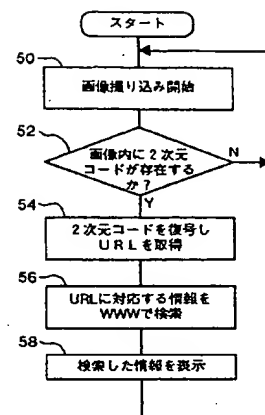 スタート
50
画像撮り込み開始
52
画像内に2次元
コードが存在する
か?
N
Y
54
2次元コードを復号し
URLを取得
56
URLに対応する情報を
WWWで検索
58
検索した情報を表示